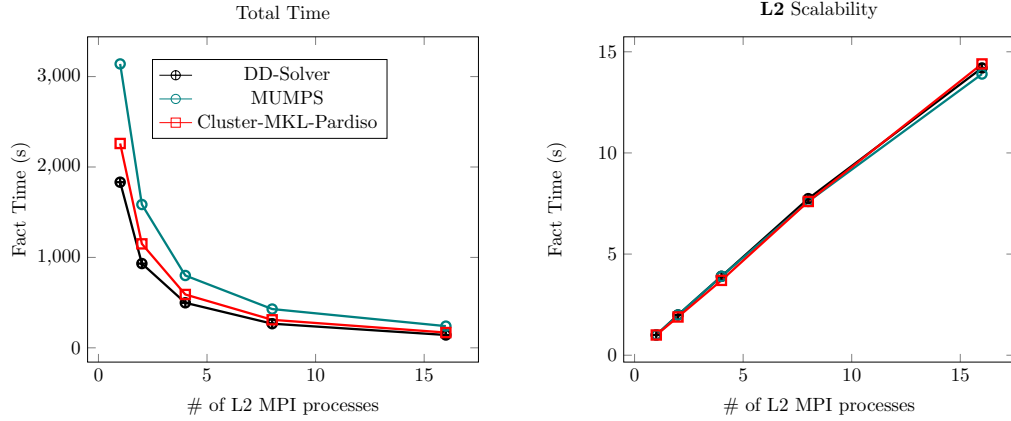 Total Time
Fact Time (s)
3,000
2,000
1,000
0
DD-Solver
MUMPS
Cluster-MKL-Pardiso
0 5 10 15
# of L2 MPI processes
L2 Scalability
Fact Time (s)
15
10
5
0
0 5 10 15
# of L2 MPI processes